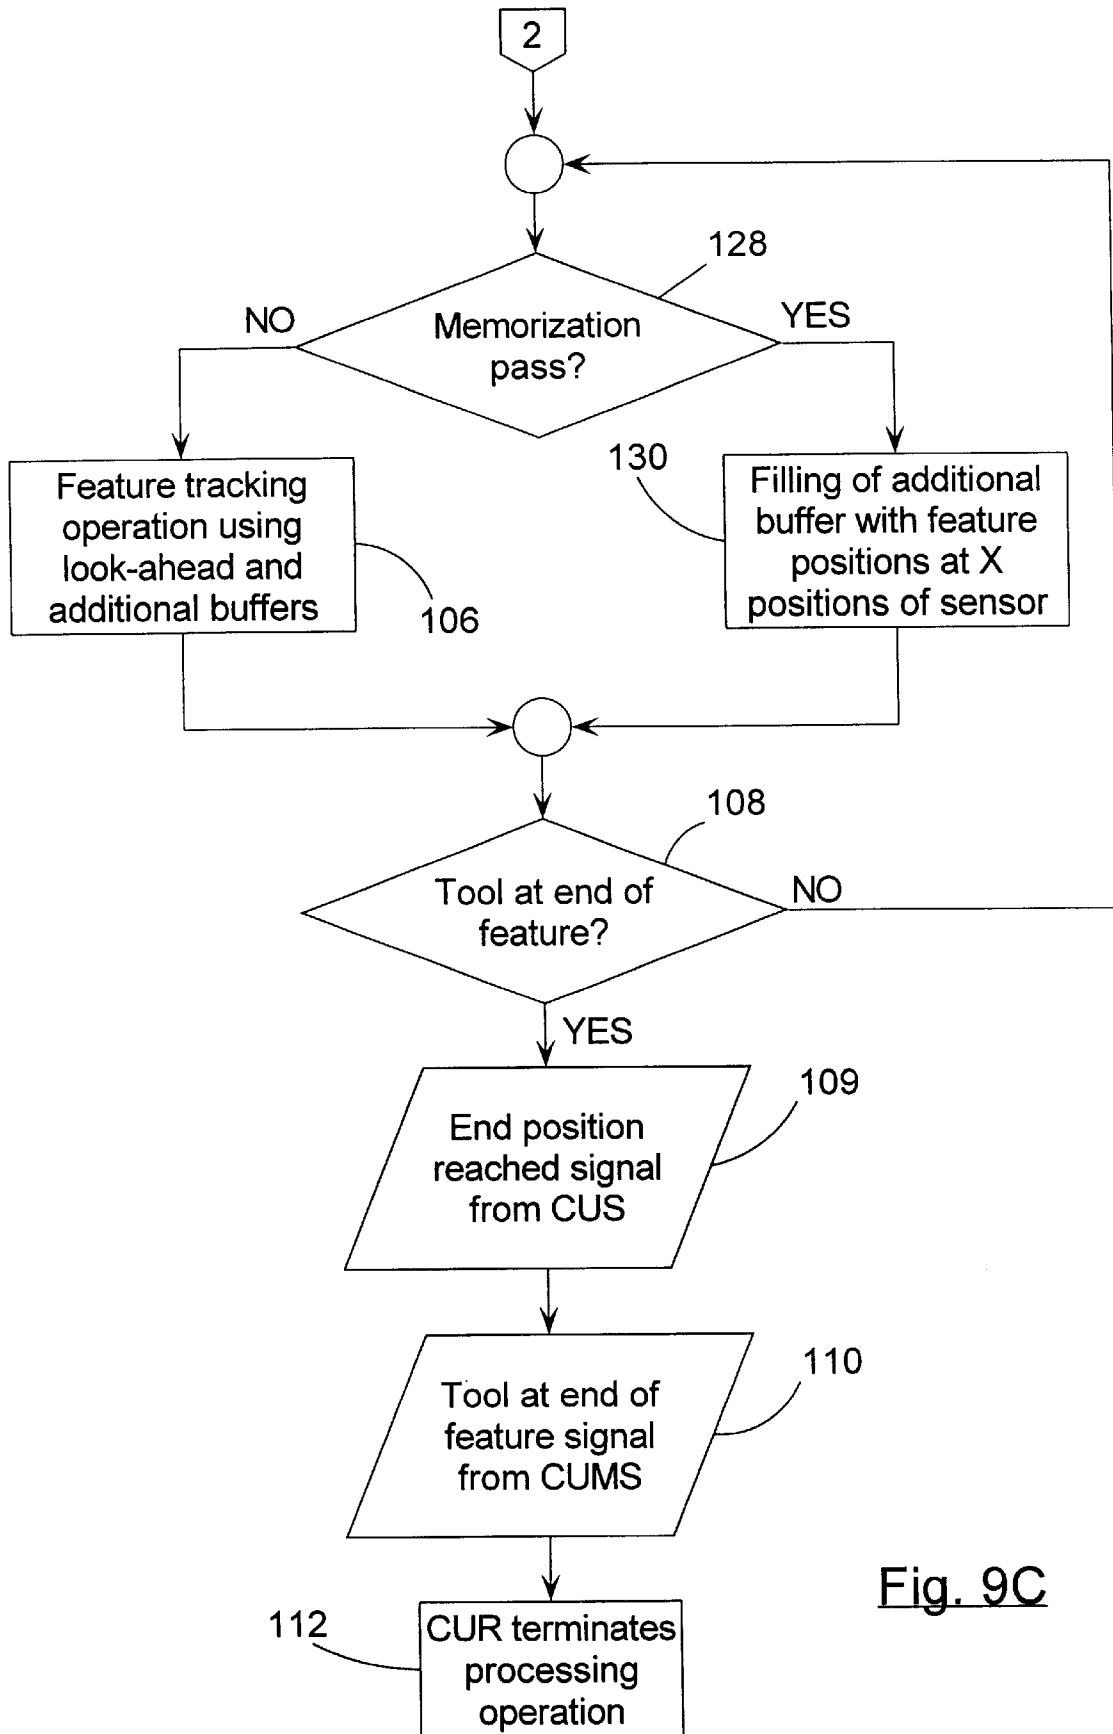 2
128
NO
YES
Memorization
pass?
130
Feature tracking
operation using
look-ahead and
additional buffers
106
Filling of additional
buffer with feature
positions at X
positions of sensor
108
NO
Tool at end of
feature?
YES
109
End position
reached signal
from CUS
110
Tool at end of
feature signal
from CUMS
Fig. 9C
112
CUR terminates
processing
operation